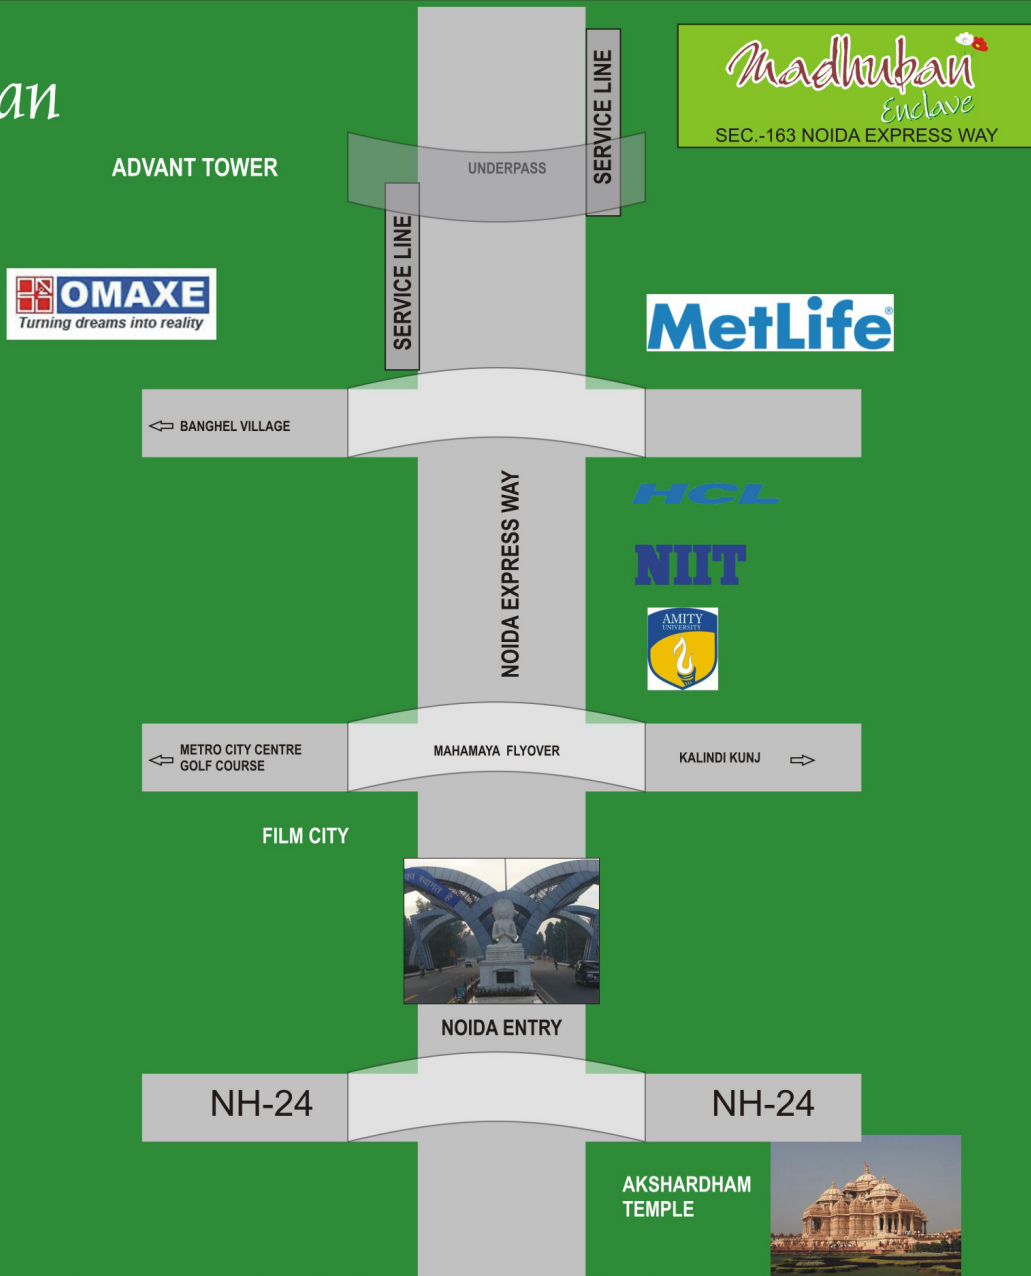 an
Madhuban
Enclave
SEC.-163 NOIDA EXPRESS WAY
ADVANT TOWER
UNDERPASS
SERVICE LINE
SERVICE LINE
OMAXE
Turning dreams into reality
MetLife®
BANGHEL VILLAGE
HCL
NIIT
NOIDA EXPRESS WAY
AMITY
UNIVERSITY
METRO CITY CENTRE
GOLF COURSE
MAHAMAYA FLYOVER
KALINDI KUNJ
FILM CITY
का स्वागत है
NOIDA ENTRY
NH-24
NH-24
AKSHARDHAM
TEMPLE